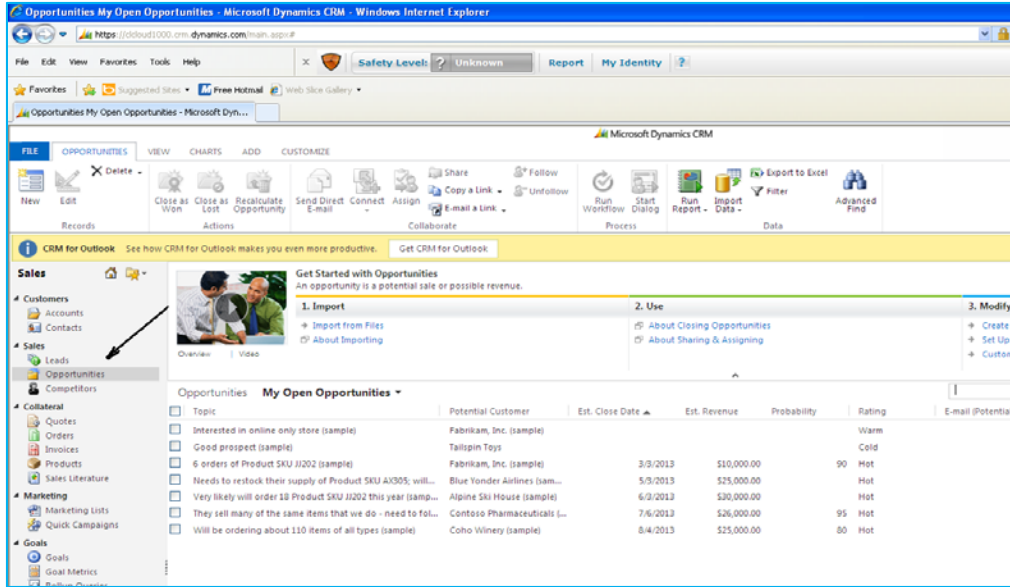 Opportunities My Open Opportunities - Microsoft Dynamics CRM - Windows Internet Explorer
https://cldoud1000.crm.dynamics.com/main.aspx#
File Edit View Favorites Tools Help × Safety Level: ? Unknown Report My Identity ?
Favorites Suggested Sites Free Hotmail Web Slice Gallery
Opportunities My Open Opportunities - Microsoft Dyn...
Microsoft Dynamics CRM
FILE OPPORTUNITIES VIEW CHARTS ADD CUSTOMIZE
New Edit Delete
Records
Close as Won Close as Lost Recalculate Opportunity
Actions
Send Direct E-mail Connect Assign Share Copy a Link E-mail a Link Follow Unfollow
Collaborate
Run Workflow Start Dialog
Process
Run Report Import Data Export to Excel Filter Advanced Find
Data
CRM for Outlook See how CRM for Outlook makes you even more productive. Get CRM for Outlook
Sales
Customers
Accounts
Contacts
Sales
Leads
Opportunities
Competitors
Collateral
Quotes
Orders
Invoices
Products
Sales Literature
Marketing
Marketing Lists
Quick Campaigns
Goals
Goals
Goal Metrics
Rollup Queries
Get Started with Opportunities
An opportunity is a potential sale or possible revenue.
Overview | Video
1. Import
Import from Files
About Importing
2. Use
About Closing Opportunities
About Sharing & Assigning
3. Modify
Create
Set Up
Custom
Opportunities My Open Opportunities
Topic Potential Customer Est. Close Date Est. Revenue Probability Rating E-mail (Potentia
Interested in online only store (sample) Fabrikam, Inc. (sample) Warm
Good prospect (sample) Tailspin Toys Cold
6 orders of Product SKU JJ202 (sample) Fabrikam, Inc. (sample) 3/3/2013 $10,000.00 90 Hot
Needs to restock their supply of Product SKU AX305; will... Blue Yonder Airlines (sam... 5/3/2013 $25,000.00 Hot
Very likely will order 18 Product SKU JJ202 this year (samp... Alpine Ski House (sample) 6/3/2013 $30,000.00 Hot
They sell many of the same items that we do - need to fol... Contoso Pharmaceuticals (... 7/6/2013 $26,000.00 95 Hot
Will be ordering about 110 items of all types (sample) Coho Winery (sample) 8/4/2013 $25,000.00 80 Hot